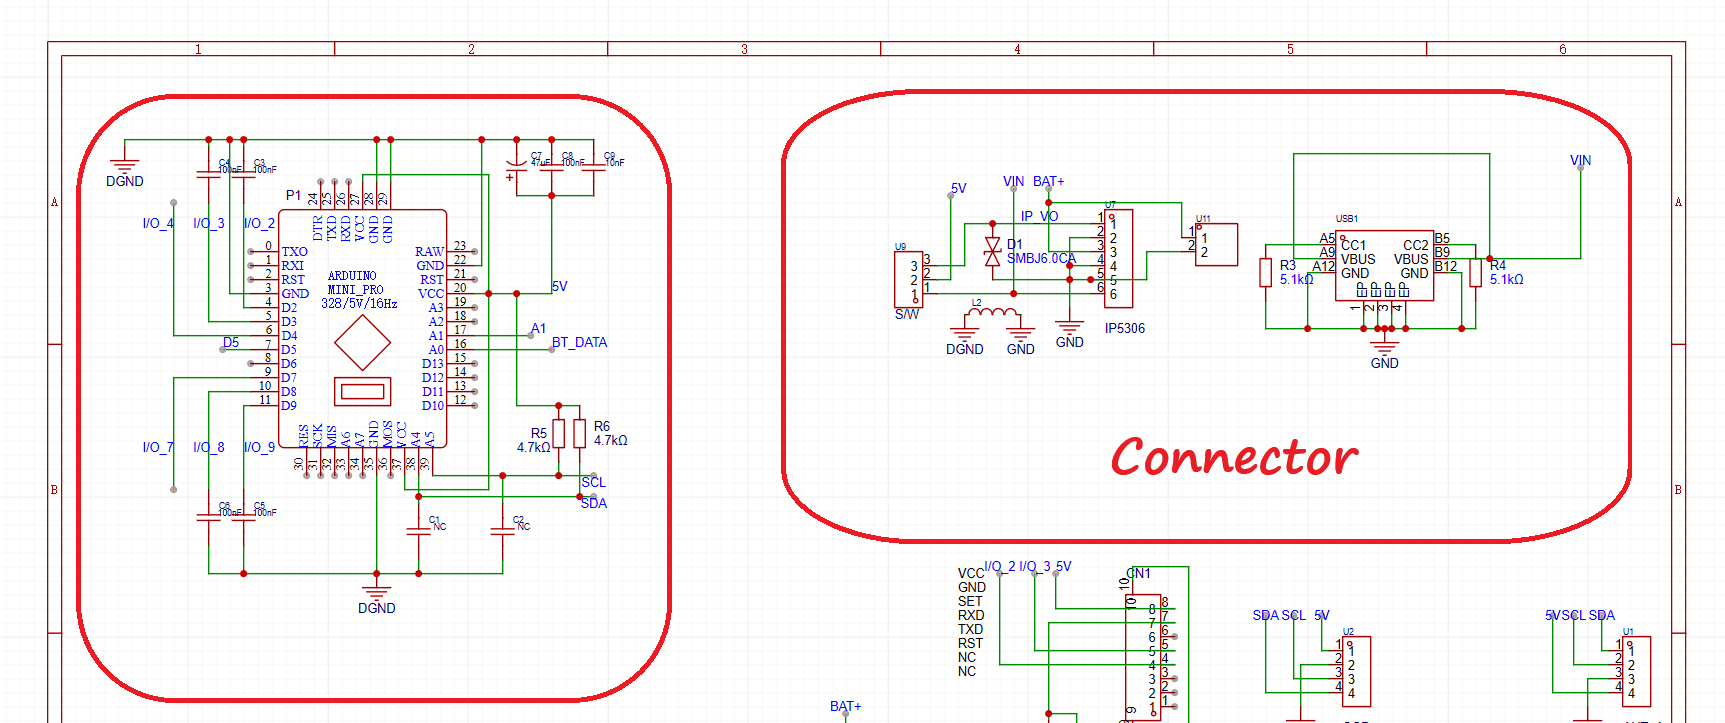 1 2 3 4 5 6
A A
B B
DGND
C4
100nF
C3
100nF
C7
47uF
C8
100nF
C9
10nF
P1
24 25 26 27 28 29
DTR TXD RXD VCC GND GND
I/O_4 I/O_3 I/O_2
0 TXO
1 RXI
2 RST
3 GND
4 D2
5 D3
6 D4
7 D5
8 D6
9 D7
10 D8
11 D9
D5
ARDUINO
MINI_PRO
328/5V/16Hz
RAW 23
GND 22
RST 21
VCC 20
A3 19
A2 18
A1 17
A0 16
D13 15
D12 14
D11 13
D10 12
5V
A1
BT_DATA
RES SCK MIS A6 A7 GND MOS VCC A4 A5
30 31 32 33 34 35 36 37 38 39
I/O_7 I/O_8 I/O_9
R5
4.7kΩ
R6
4.7kΩ
SCL
SDA
C6
100nF
C5
100nF
C1
NC
C2
NC
DGND
5V
VIN BAT+
IP_VO
U9
3 3
2 2
1 1
S/W
D1
SMBJ6.0CA
L2
DGND
GND
GND
U7
1 1
2 2
3 3
4 4
5 5
6 6
IP5306
U11
1 1
2 2
VIN
USB1
A5 CC1 CC2 B5
A9 VBUS VBUS B9
A12 GND GND B12
EP EP EP EP
1 2 3 4
R3
5.1kΩ
R4
5.1kΩ
GND
Connector
I/O_2 I/O_3 5V
VCC
GND
SET
RXD
TXD
RST
NC
NC
CN1
10
10
8 8
7 7
6 6
5 5
4 4
3 3
2 2
1 1
9
BAT+
SDA SCL 5V
U2
1 1
2 2
3 3
4 4
5V SCL SDA
U1
1 1
2 2
3 3
4 4